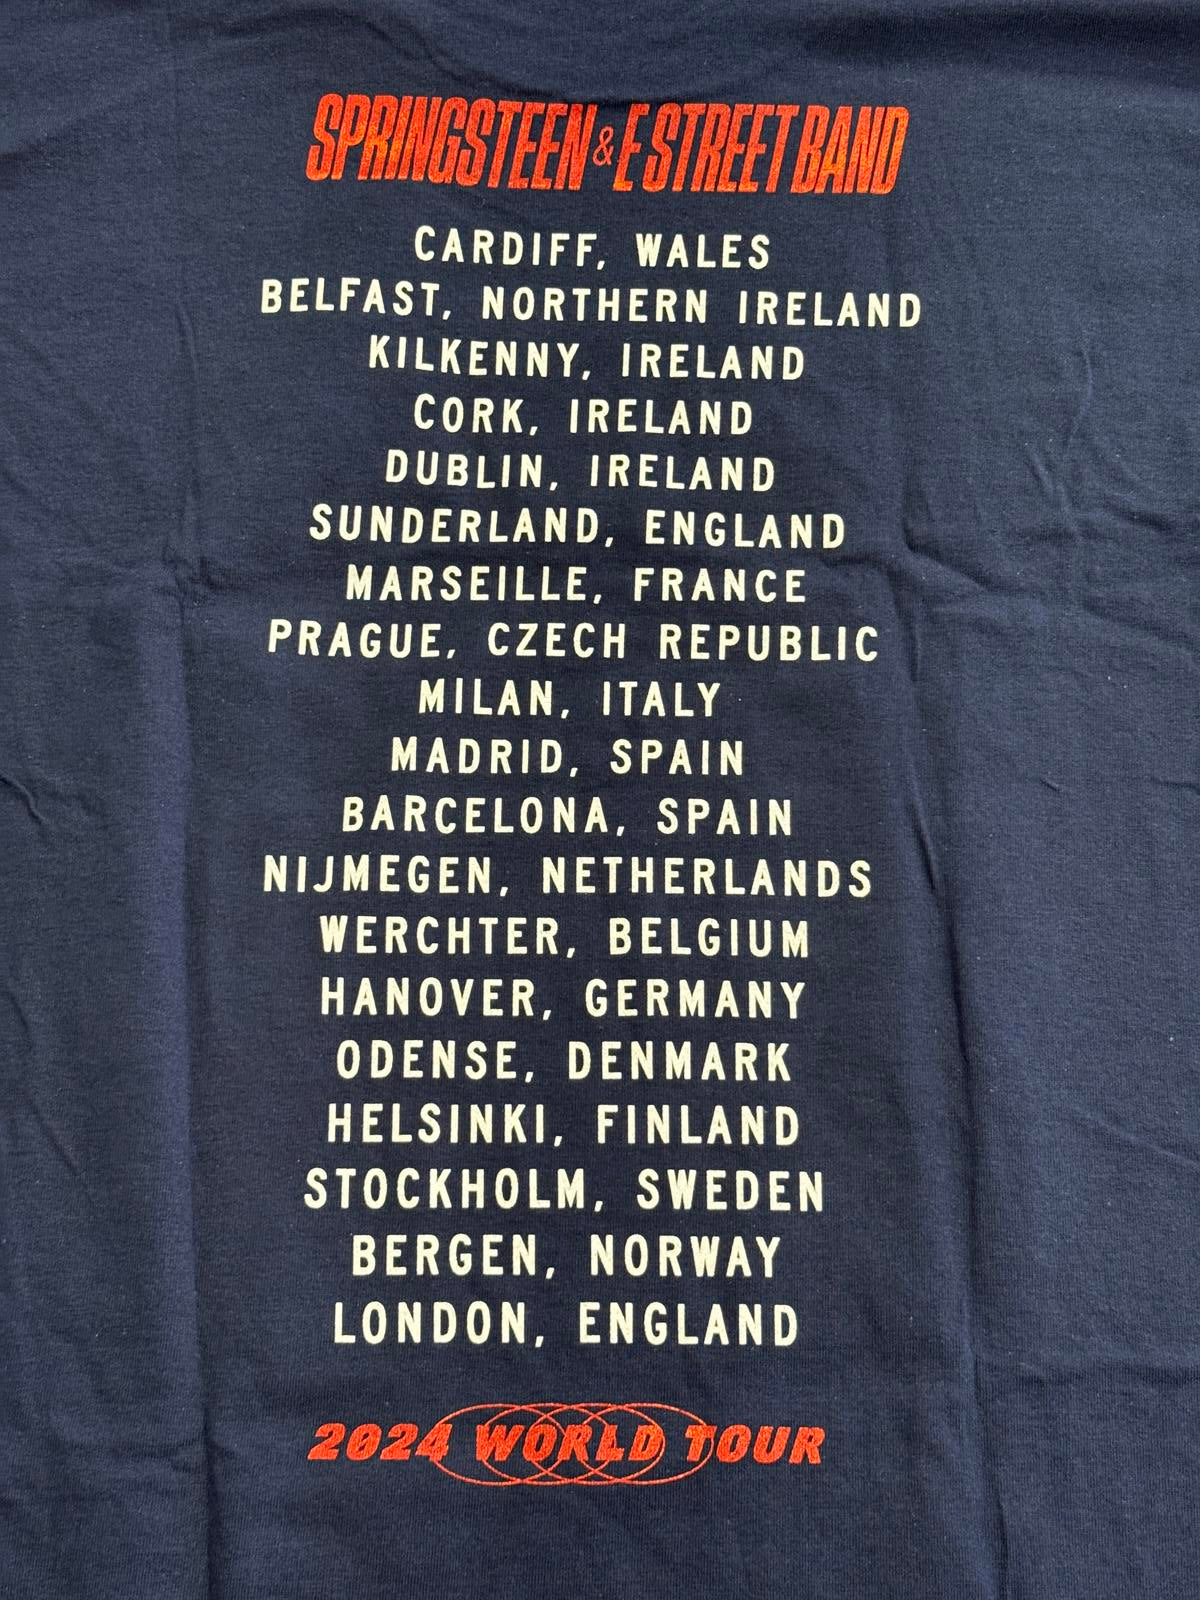 SPRINGSTEEN & E STREET BAND
CARDIFF, WALES
BELFAST, NORTHERN IRELAND
KILKENNY, IRELAND
CORK, IRELAND
DUBLIN, IRELAND
SUNDERLAND, ENGLAND
MARSEILLE, FRANCE
PRAGUE, CZECH REPUBLIC
MILAN, ITALY
MADRID, SPAIN
BARCELONA, SPAIN
NIJMEGEN, NETHERLANDS
WERCHTER, BELGIUM
HANOVER, GERMANY
ODENSE, DENMARK
HELSINKI, FINLAND
STOCKHOLM, SWEDEN
BERGEN, NORWAY
LONDON, ENGLAND
2024 WORLD TOUR